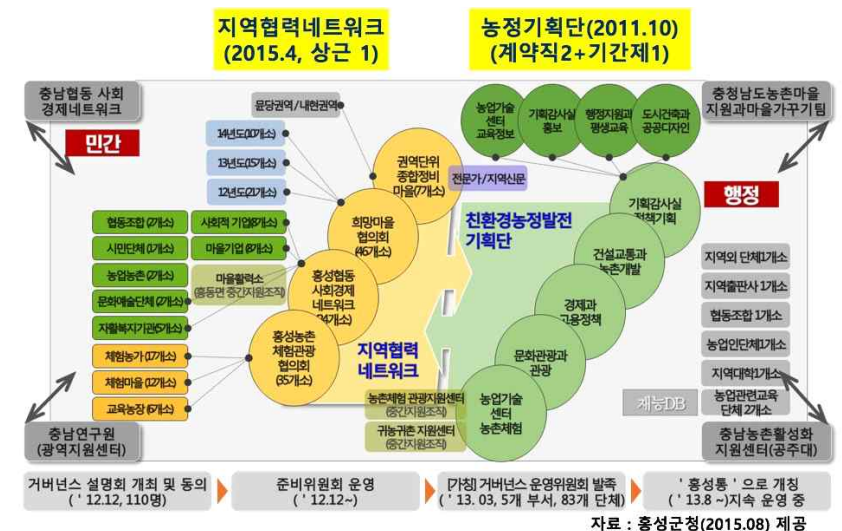 지역협력네트워크
(2015.4, 상근 1)
농정기획단(2011.10)
(계약직2+기간제1)
충남협동 사회
경제네트워크
민간
윤당권역 / 내현권역
14년도(10개소)
13년도(15개소)
12년도(21개소)
협동조합 (7개소)
사회적 기업(8개소)
시민단체 (1개소)
마을기업 (8개소)
농업농촌 (2개소)
마을활력소
(홍동면 중간지원조직)
문화예술단체 (2개소)
자활복지기관(5개소)
체험농가 (17개소)
체험마을 (12개소)
교육농장 (6개소)
권역단위
종합정비
마을(7개소)
희망마을
협의회
(46개소)
홍성협동
사회경제
네트워크
(34개소)
홍성농촌
체험관광
협의회
(35개소)
지역협력
네트워크
전문가 / 지역신문
친환경농정발전
기획단
농촌체험 관광지원센터
(중간지원조직)
귀농귀촌 지원센터
(중간지원조직)
농업기술
센터
교육정보
기획감사실
홍보
행정지원과
평생교육
도시건축과
공공디자인
기획감사실
정책기획
건설교통과
농촌개발
경제과
고용정책
문화관광과
관광
농업기술
센터
농촌체험
충청남도농촌마을
지원과마을가꾸기팀
행정
지역외 단체1개소
지역출판사 1개소
협동조합 1개소
농업인단체1개소
지역대학1개소
농업관련교육
단체 2개소
재능DB
충남연구원
(광역지원센터)
충남농촌활성화
지원센터(공주대)
거버넌스 설명회 개최 및 동의
( ' 12.12, 110명)
준비위원회 운영
( ' 12.12~)
[가칭] 거버넌스 운영위원회 발족
( ' 13. 03, 5개 부서, 83개 단체)
' 홍성통 ' 으로 개칭
( ' 13.8 ~)지속 운영 중
자료 : 홍성군청(2015.08) 제공